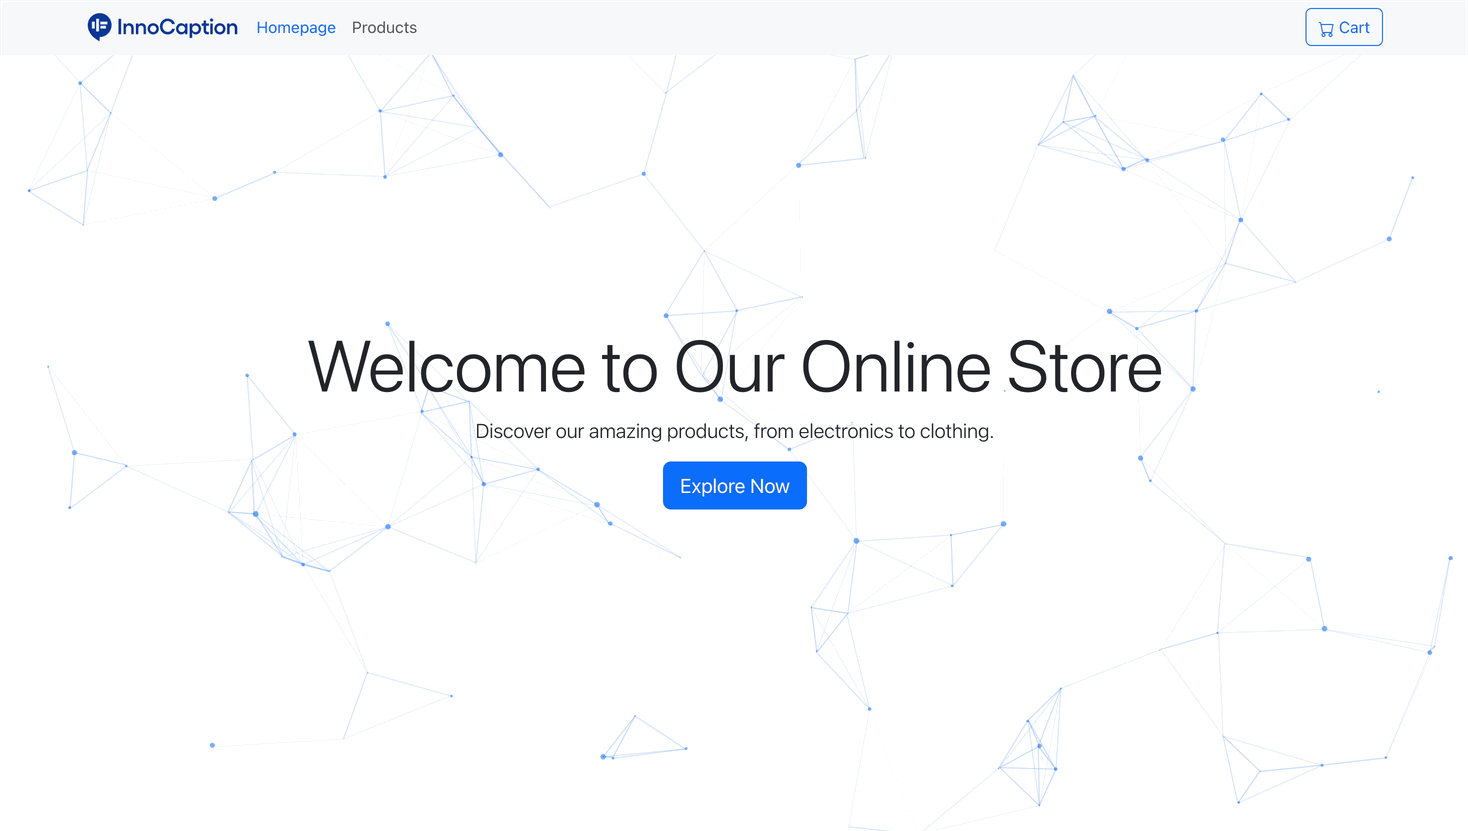 InnoCaption Homepage Products Cart
Welcome to Our Online Store
Discover our amazing products, from electronics to clothing.
Explore Now